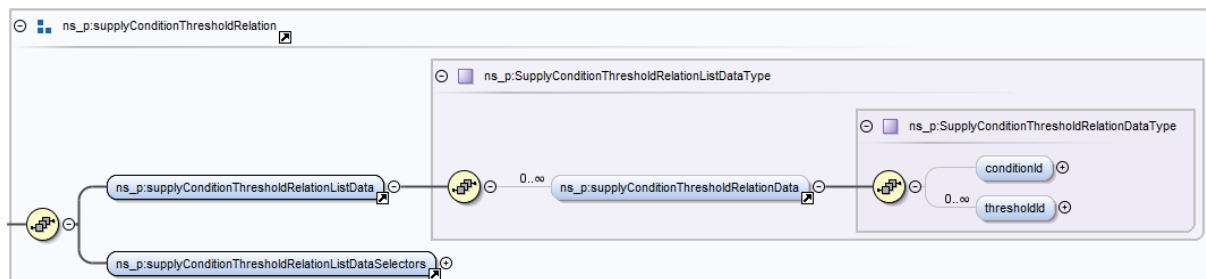 ns_p:supplyConditionThresholdRelation
ns_p:SupplyConditionThresholdRelationListDataType
ns_p:SupplyConditionThresholdRelationDataType
conditionId
ns_p:supplyConditionThresholdRelationListData
0..∞
ns_p:supplyConditionThresholdRelationData
0..∞
thresholdId
ns_p:supplyConditionThresholdRelationListDataSelectors